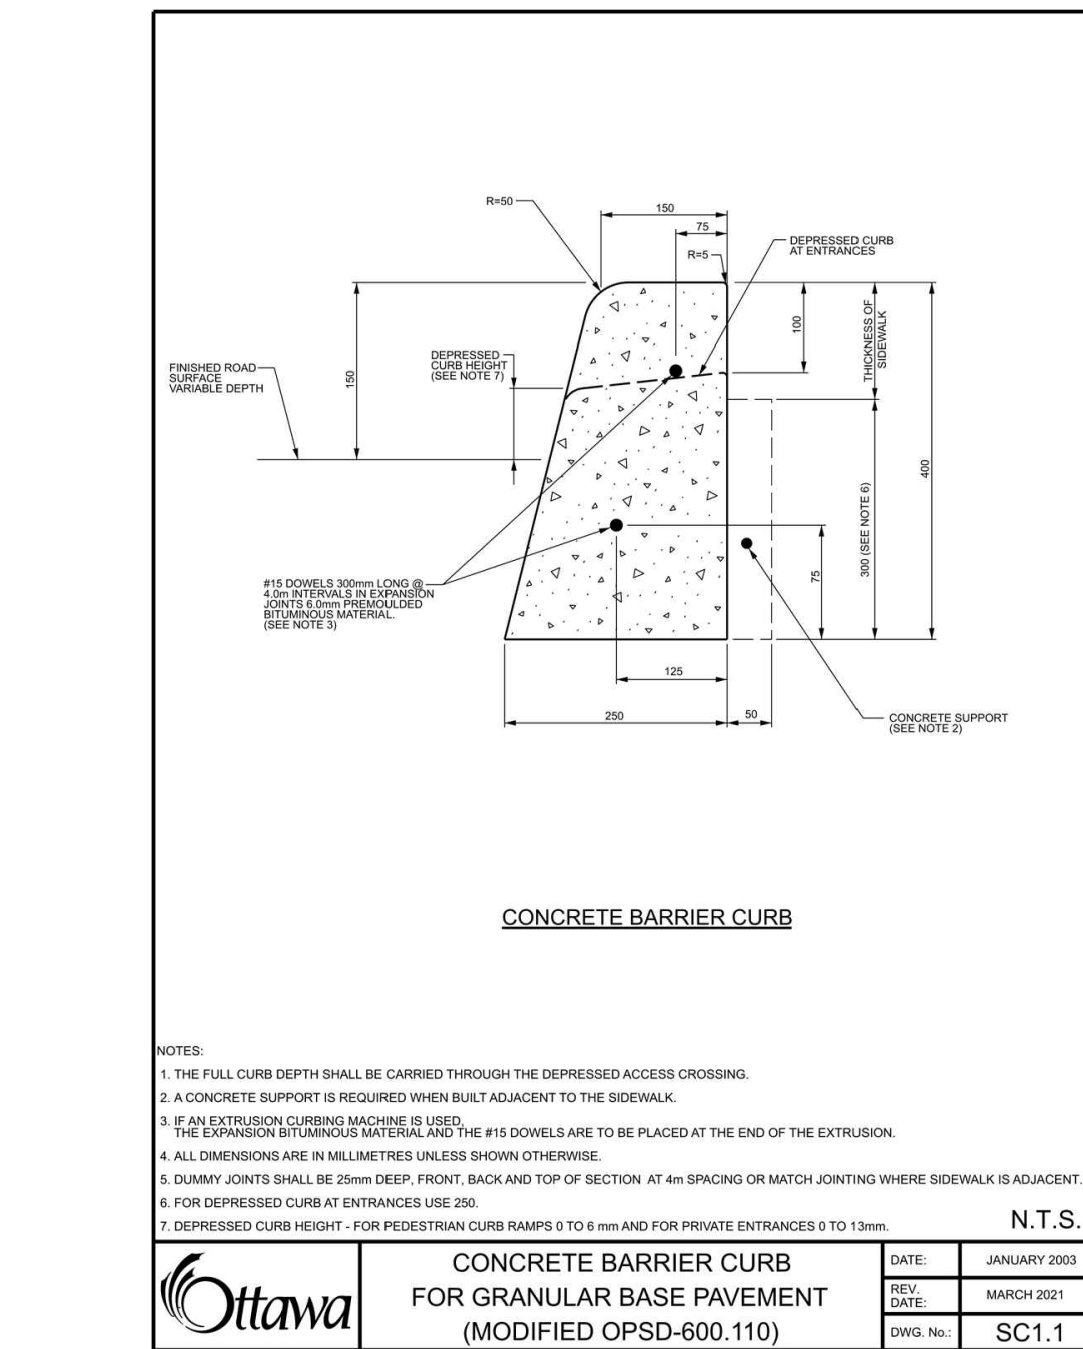 R=50
150
75
R=5
DEPRESSED CURB
AT ENTRANCES
100
THICKNESS OF
SIDEWALK
FINISHED ROAD
SURFACE
VARIABLE DEPTH
150
DEPRESSED
CURB HEIGHT
(SEE NOTE 7)
400
300 (SEE NOTE 6)
75
#15 DOWELS 300mm LONG @
4.0m INTERVALS IN EXPANSION
JOINTS 6.0mm PREMOULDED
BITUMINOUS MATERIAL.
(SEE NOTE 3)
125
250
50
CONCRETE SUPPORT
(SEE NOTE 2)
CONCRETE BARRIER CURB
NOTES:
1. THE FULL CURB DEPTH SHALL BE CARRIED THROUGH THE DEPRESSED ACCESS CROSSING.
2. A CONCRETE SUPPORT IS REQUIRED WHEN BUILT ADJACENT TO THE SIDEWALK.
3. IF AN EXTRUSION CURBING MACHINE IS USED,
THE EXPANSION BITUMINOUS MATERIAL AND THE #15 DOWELS ARE TO BE PLACED AT THE END OF THE EXTRUSION.
4. ALL DIMENSIONS ARE IN MILLIMETRES UNLESS SHOWN OTHERWISE.
5. DUMMY JOINTS SHALL BE 25mm DEEP, FRONT, BACK AND TOP OF SECTION AT 4m SPACING OR MATCH JOINTING WHERE SIDEWALK IS ADJACENT.
6. FOR DEPRESSED CURB AT ENTRANCES USE 250.
7. DEPRESSED CURB HEIGHT - FOR PEDESTRIAN CURB RAMPS 0 TO 6 mm AND FOR PRIVATE ENTRANCES 0 TO 13mm.
N.T.S.
Ottawa
CONCRETE BARRIER CURB
FOR GRANULAR BASE PAVEMENT
(MODIFIED OPSD-600.110)
DATE: JANUARY 2003
REV.
DATE: MARCH 2021
DWG. No.: SC1.1